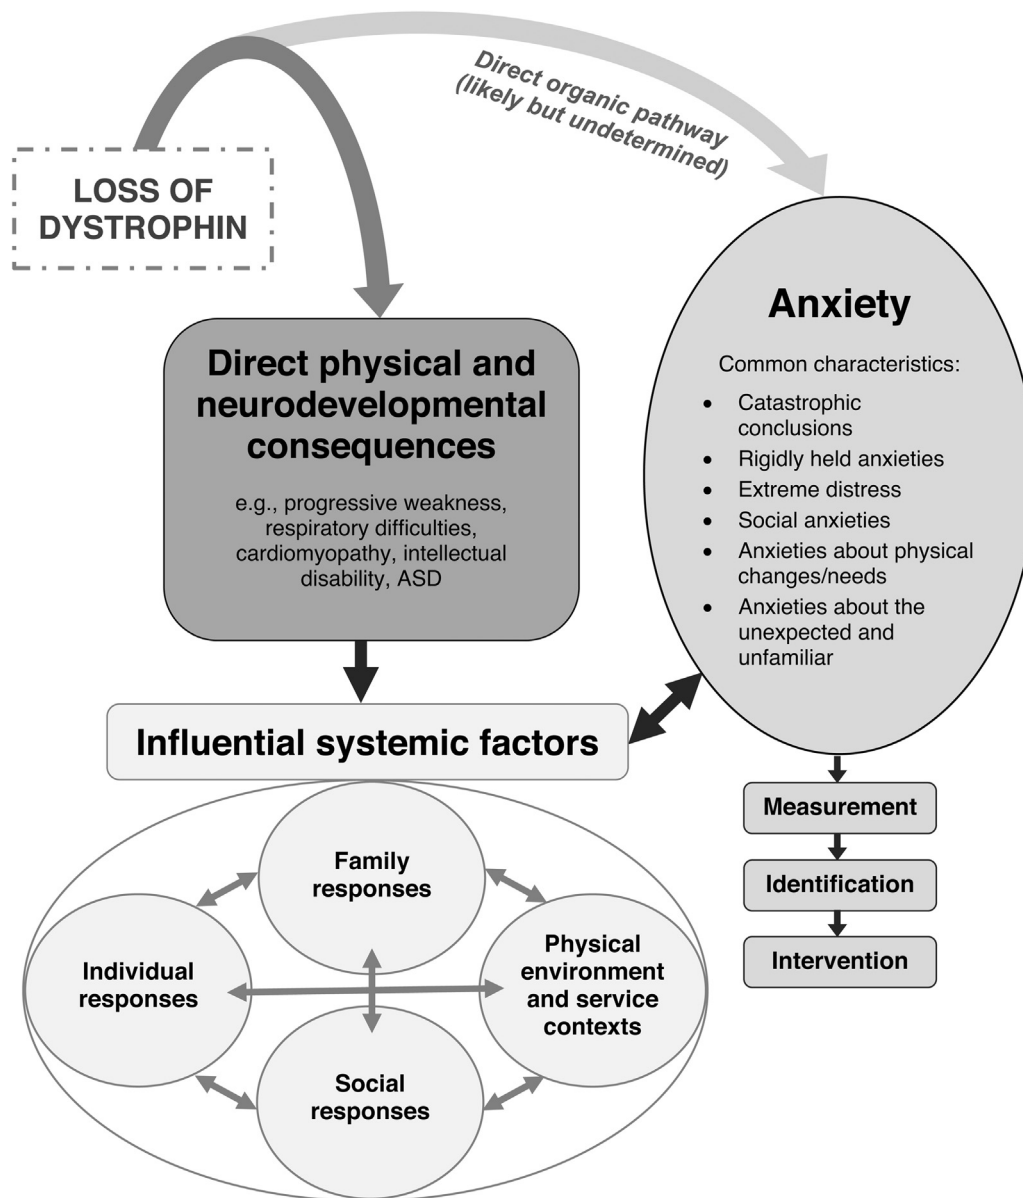 Direct organic pathway
(likely but undetermined)
LOSS OF
DYSTROPHIN
Direct physical and
neurodevelopmental
consequences
e.g., progressive weakness,
respiratory difficulties,
cardiomyopathy, intellectual
disability, ASD
Anxiety
Common characteristics:
• Catastrophic
conclusions
• Rigidly held anxieties
• Extreme distress
• Social anxieties
• Anxieties about physical
changes/needs
• Anxieties about the
unexpected and
unfamiliar
Influential systemic factors
Family
responses
Individual
responses
Physical
environment
and service
contexts
Social
responses
Measurement
Identification
Intervention